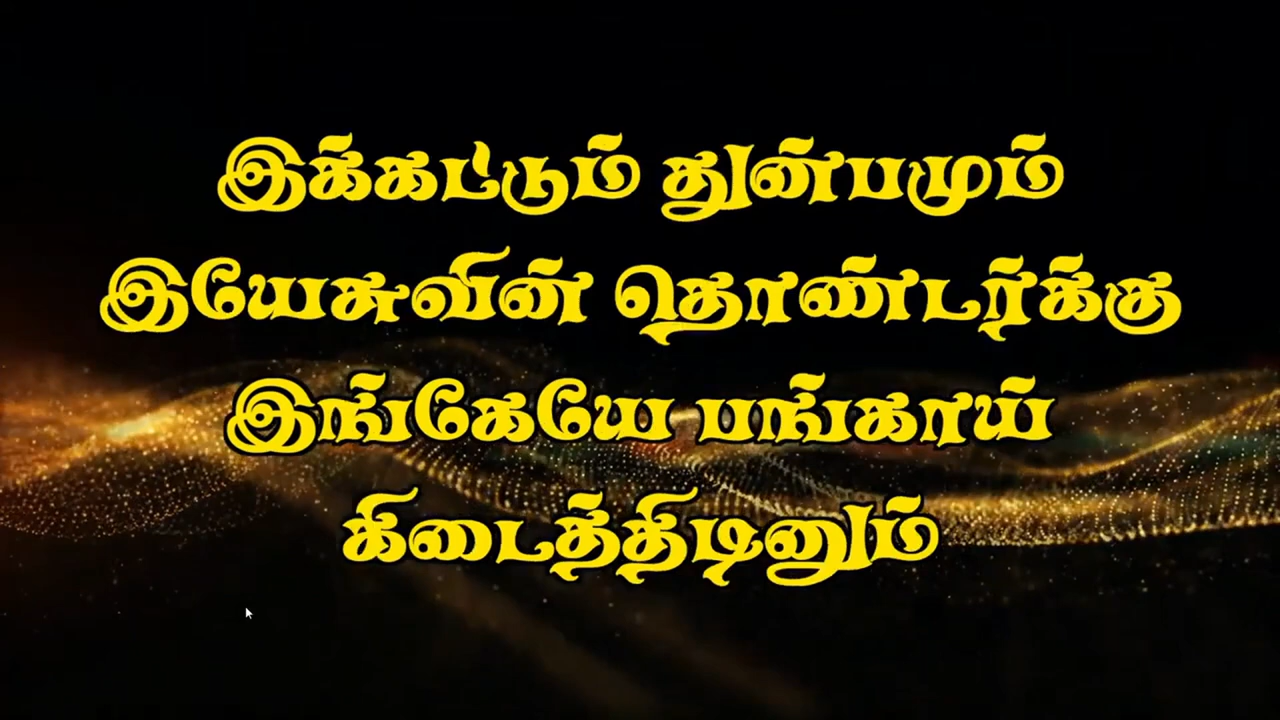 இக்கட்டும் துன்பமும்
இயேசுவின் தொண்டர்க்கு
இங்கேயே பங்காய்
கிடைத்திடினும்